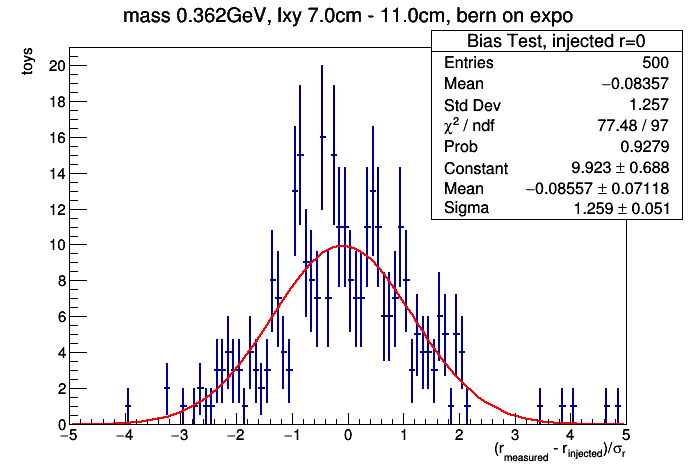 mass 0.362GeV, lxy 7.0cm - 11.0cm, bern on expo
Bias Test, injected r=0
Entries 500
Mean −0.08357
Std Dev 1.257
χ² / ndf 77.48 / 97
Prob 0.9279
Constant 9.923 ± 0.688
Mean −0.08557 ± 0.07118
Sigma 1.259 ± 0.051
toys
20
18
16
14
12
10
8
6
4
2
0
−5 −4 −3 −2 −1 0 1 2 3 4 5
(r_measured - r_injected)/σ_r